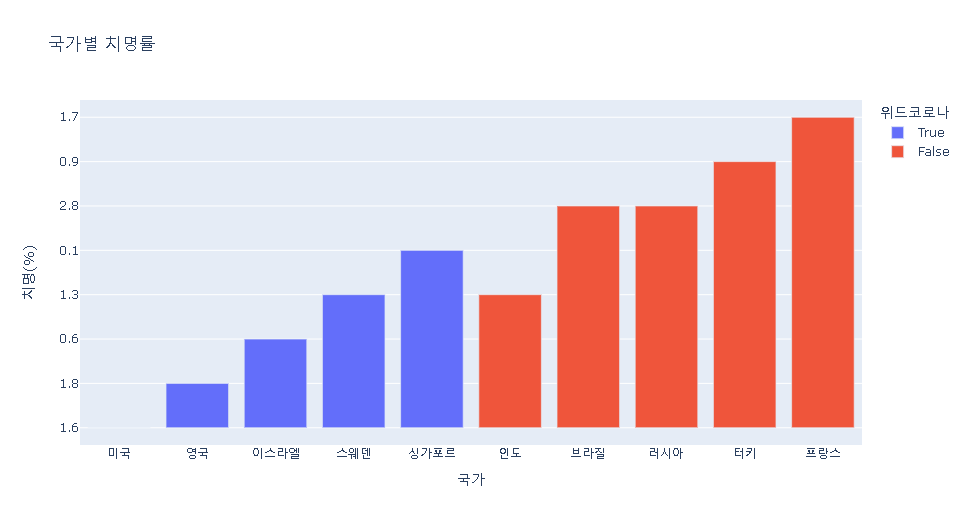 국가별 치명률
치명(%)
1.7
0.9
2.8
0.1
1.3
0.6
1.8
1.6
미국 영국 이스라엘 스웨덴 싱가포르 인도 브라질 러시아 터키 프랑스
국가
위드코로나
True
False